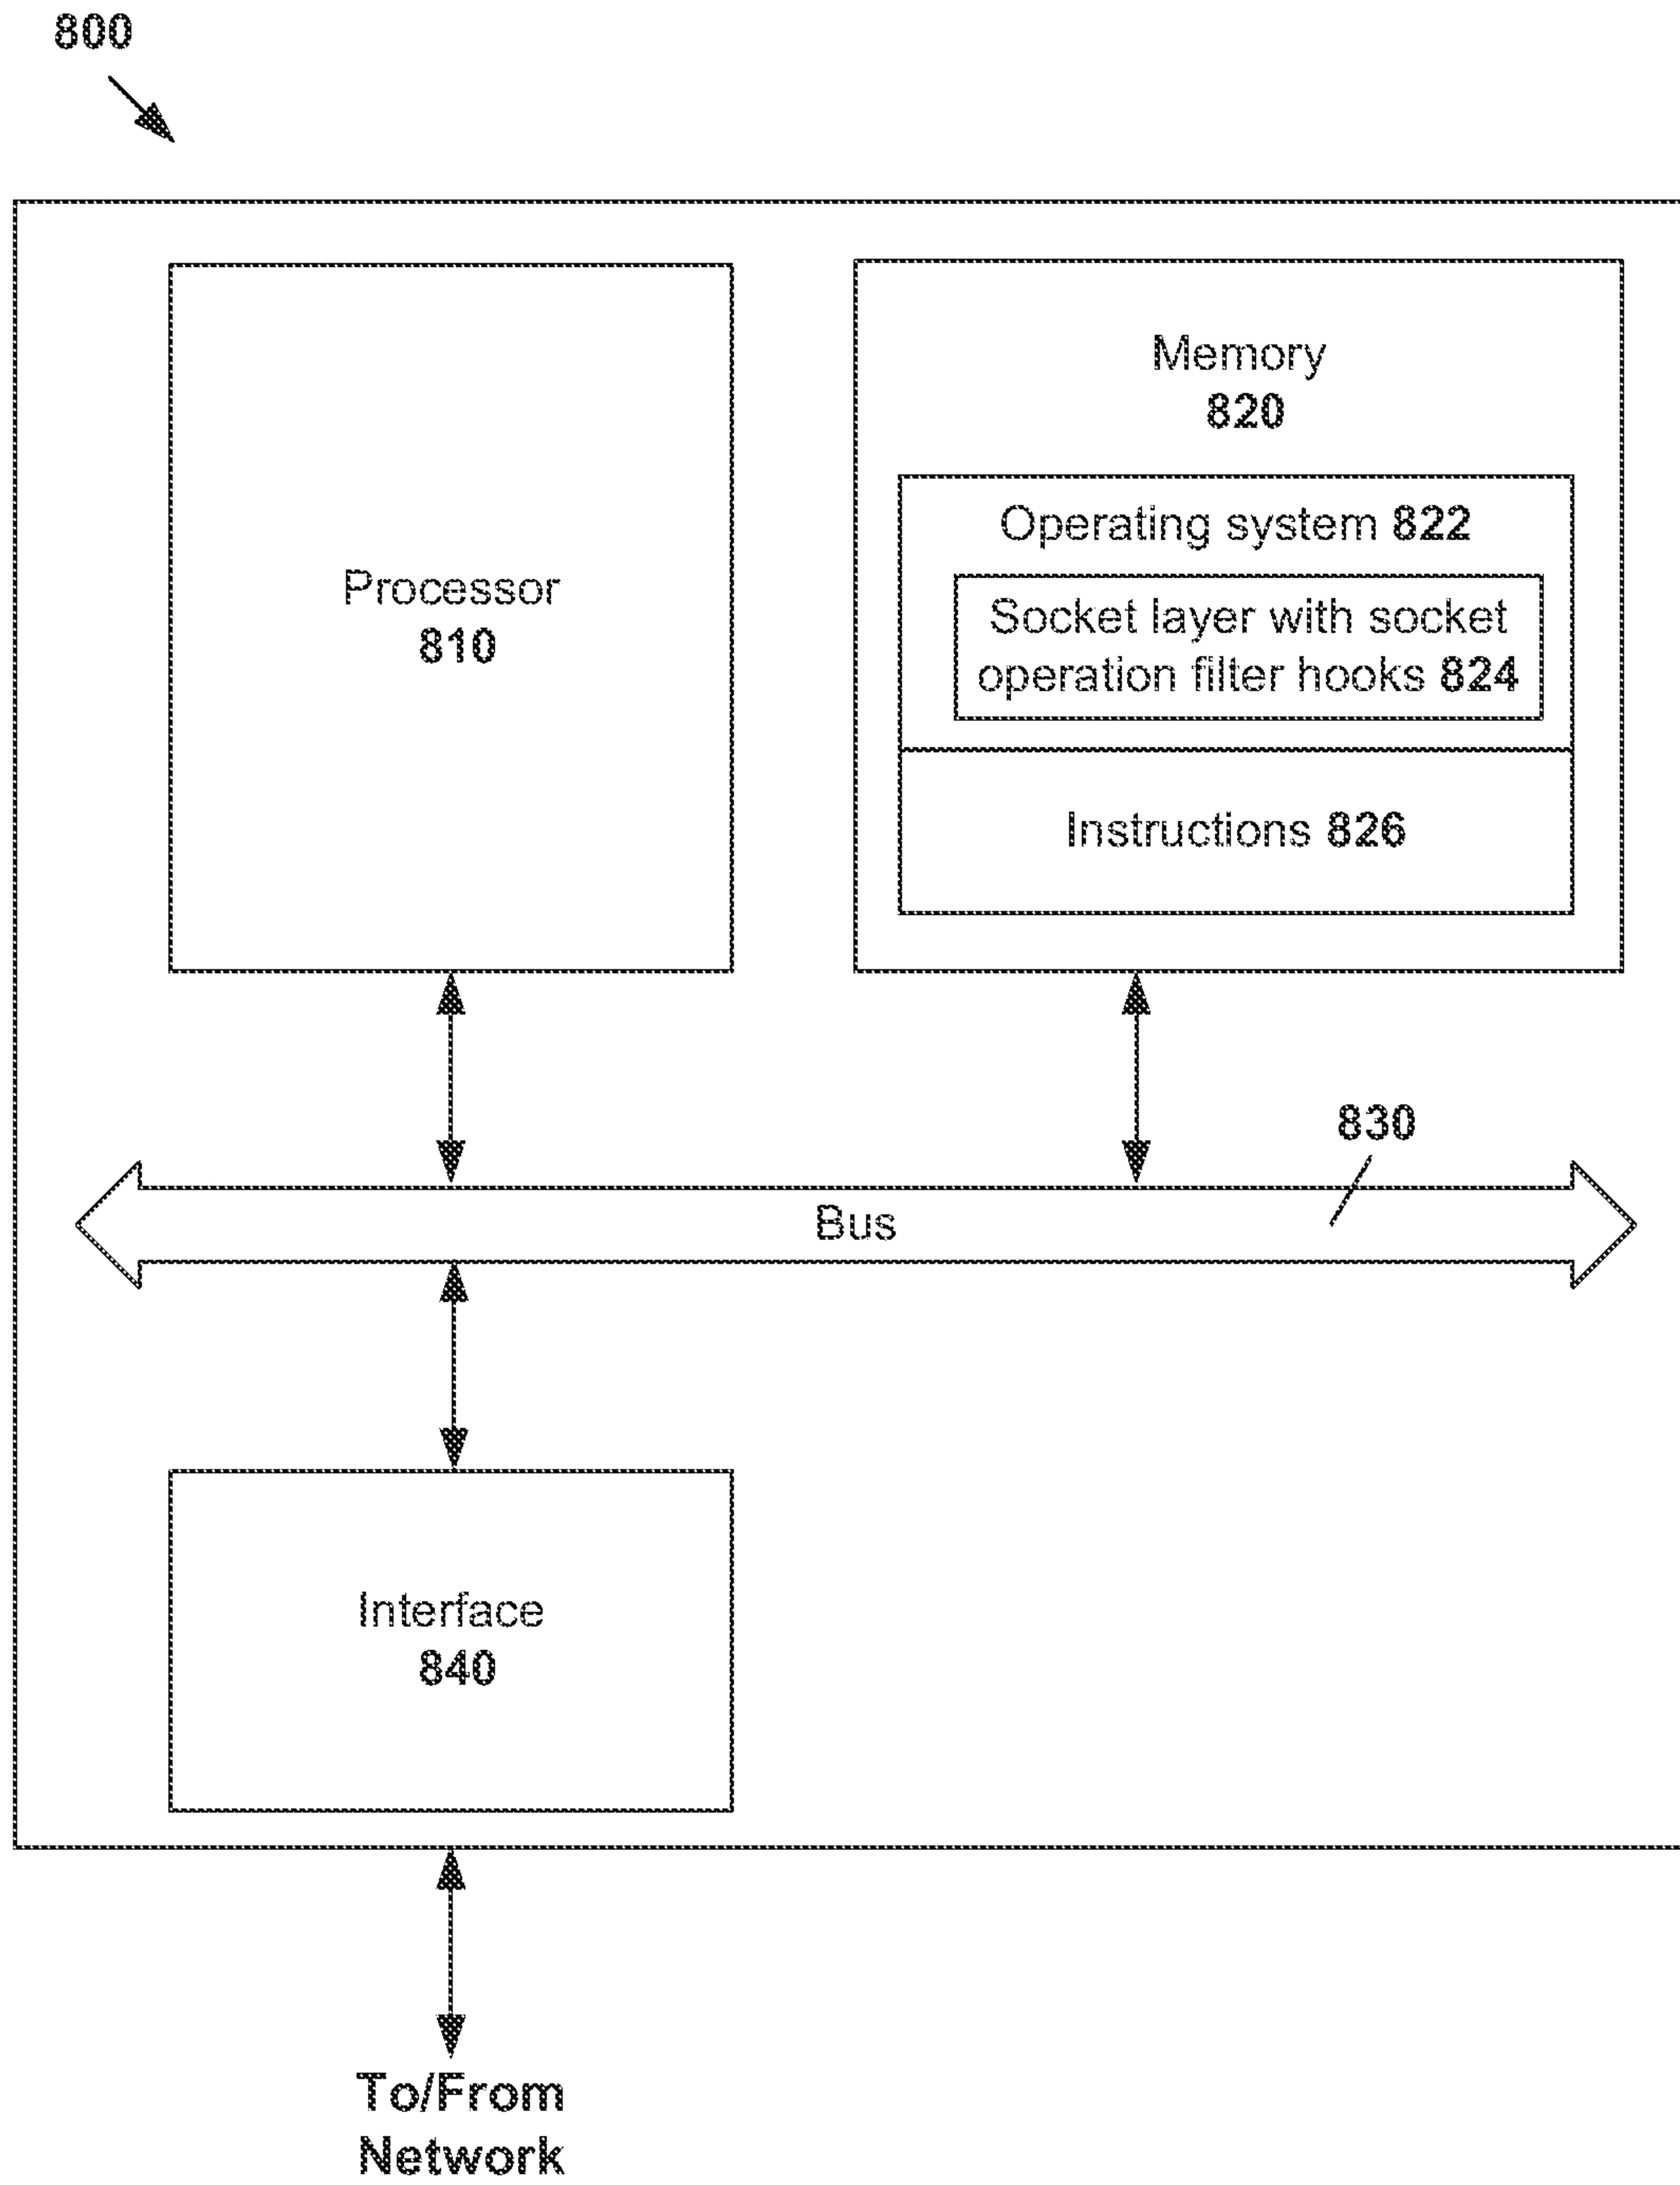 800
Processor
810
Memory
820
Operating system 822
Socket layer with socket
operation filter hooks 824
Instructions 826
830
Bus
Interface
840
To/From
Network